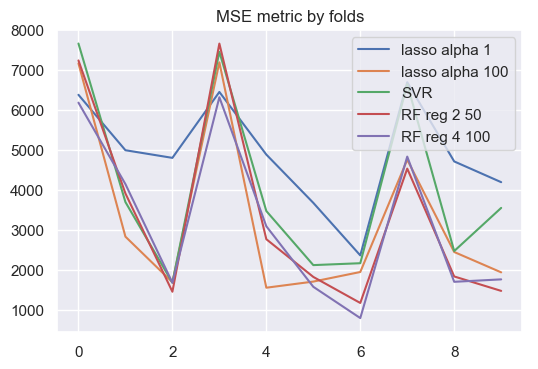 MSE metric by folds
8000
7000
6000
5000
4000
3000
2000
1000
0 2 4 6 8
lasso alpha 1
lasso alpha 100
SVR
RF reg 2 50
RF reg 4 100